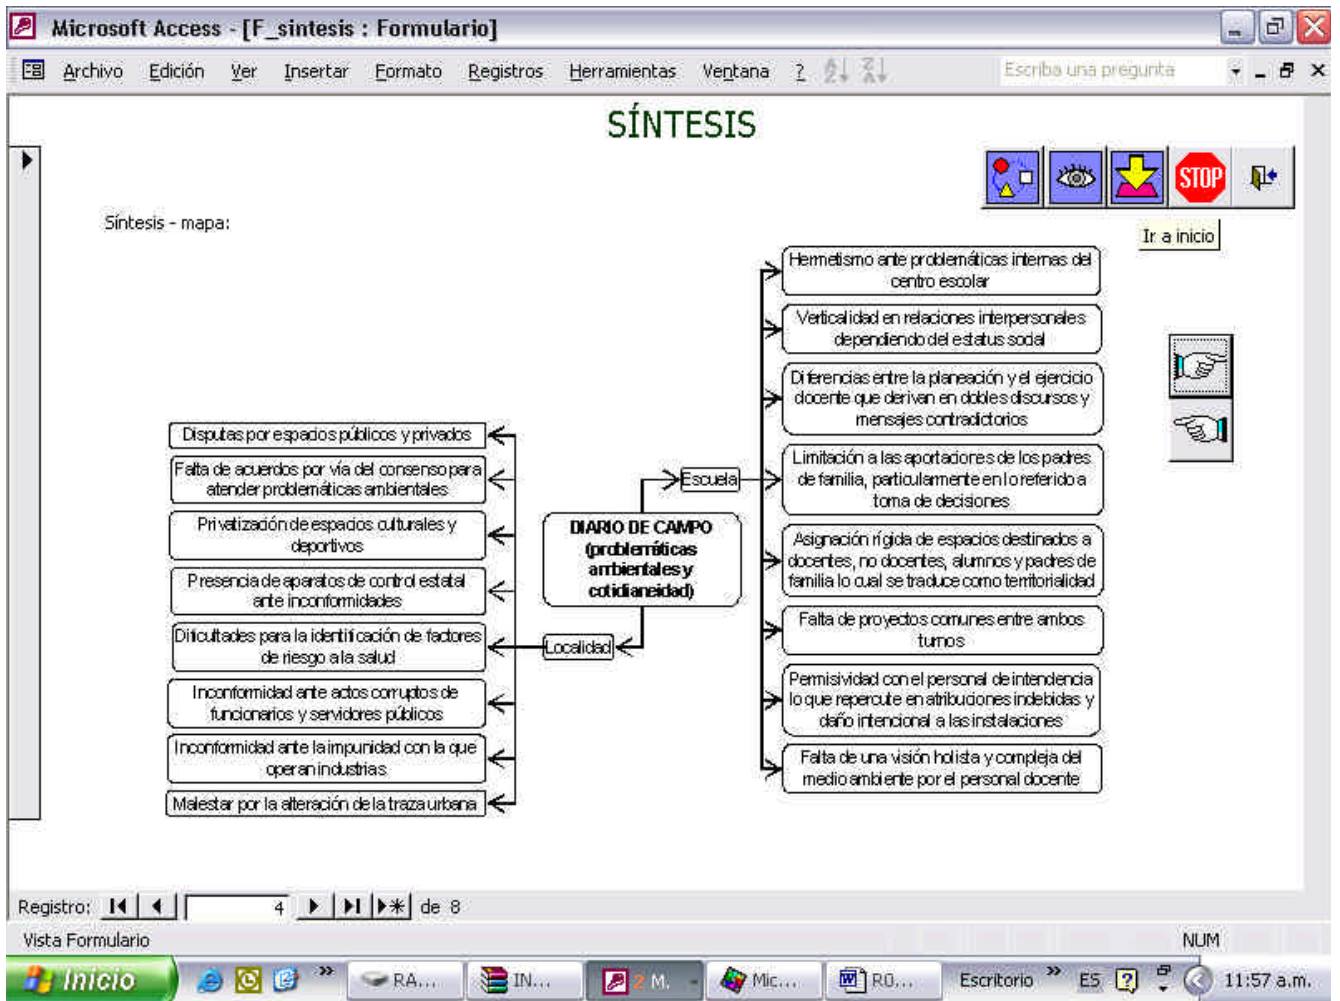 Microsoft Access - [F_sintesis : Formulario]
Archivo Edición Ver Insertar Formato Registros Herramientas Ventana ? Escriba una pregunta
SÍNTESIS
STOP
Ir a inicio
Síntesis - mapa:
Hermetismo ante problemáticas internas del
centro escolar
Verticalidad en relaciones interpersonales
dependiendo del estatus social
Diferencias entre la planeación y el ejercicio
docente que derivan en dobles discursos y
mensajes contradictorios
Limitación a las aportaciones de los padres
de familia, particularmente en lo referido a
toma de decisiones
Asignación rígida de espacios destinados a
docentes, no docentes, alumnos y padres de
familia lo cual se traduce como territorialidad
Falta de proyectos comunes entre ambos
turnos
Permisividad con el personal de intendencia
lo que repercute en atribuciones indebidas y
daño intencional a las instalaciones
Falta de una visión holista y compleja del
medio ambiente por el personal docente
Escuela
DIARIO DE CAMPO
(problemáticas
ambientales y
cotidianeidad)
Localidad
Disputas por espacios públicos y privados
Falta de acuerdos por vía del consenso para
atender problemáticas ambientales
Privatización de espacios culturales y
deportivos
Presencia de aparatos de control estatal
ante inconformidades
Dificultades para la identificación de factores
de riesgo a la salud
Inconformidad ante actos corruptos de
funcionarios y servidores públicos
Inconformidad ante la impunidad con la que
operan industrias
Malestar por la alteración de la traza urbana
Registro: 4 de 8
Vista Formulario NUM
Inicio » RA... IN... 2 M. Mic... RO... Escritorio » ES 11:57 a.m.